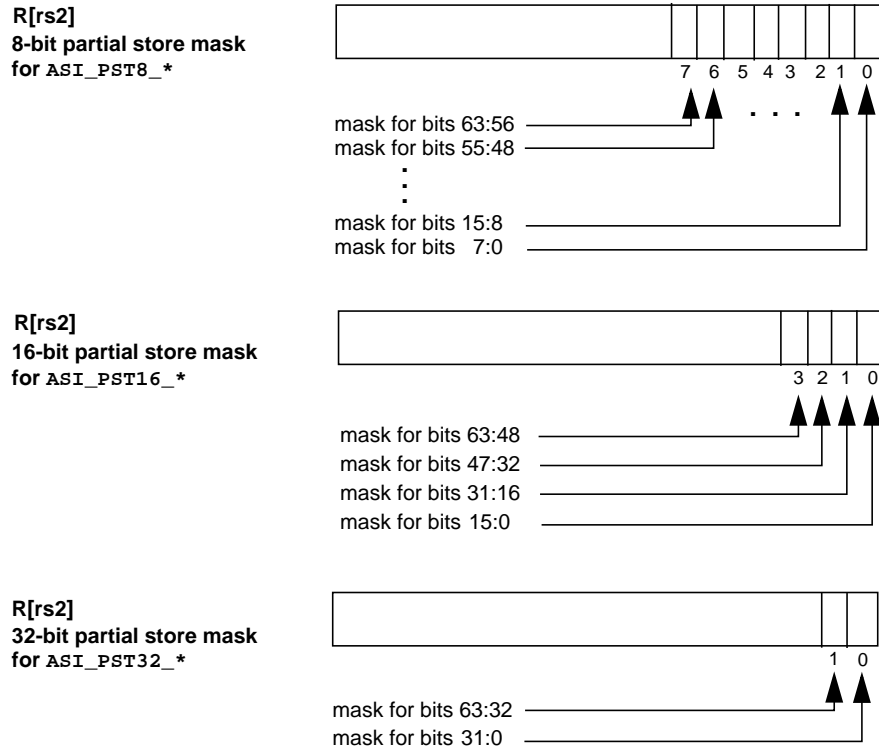 R[rs2]
8-bit partial store mask
for ASI_PST8_*
7 6 5 4 3 2 1 0
. . .
mask for bits 63:56
mask for bits 55:48
.
.
.
mask for bits 15:8
mask for bits 7:0
R[rs2]
16-bit partial store mask
for ASI_PST16_*
3 2 1 0
mask for bits 63:48
mask for bits 47:32
mask for bits 31:16
mask for bits 15:0
R[rs2]
32-bit partial store mask
for ASI_PST32_*
1 0
mask for bits 63:32
mask for bits 31:0